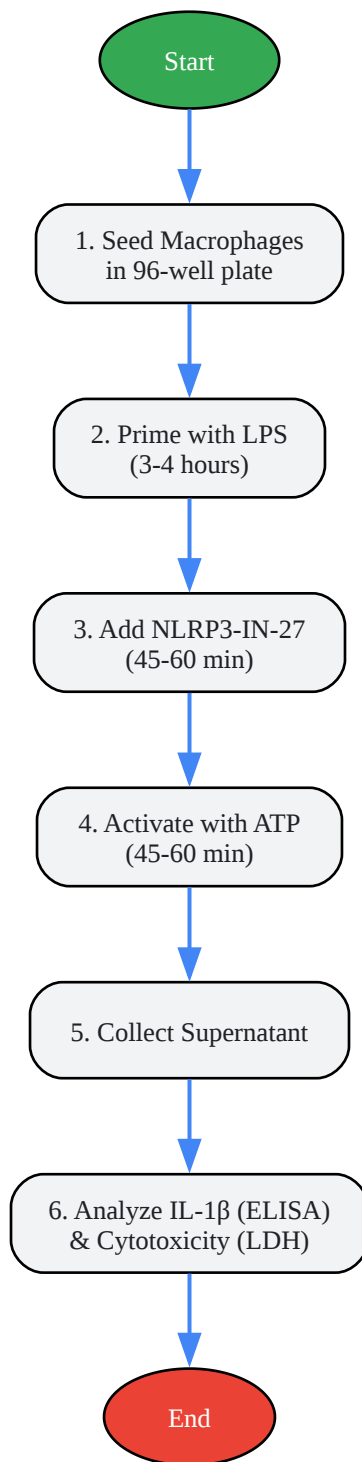 Start
1. Seed Macrophages
in 96-well plate
2. Prime with LPS
(3-4 hours)
3. Add NLRP3-IN-27
(45-60 min)
4. Activate with ATP
(45-60 min)
5. Collect Supernatant
6. Analyze IL-1β (ELISA)
& Cytotoxicity (LDH)
End